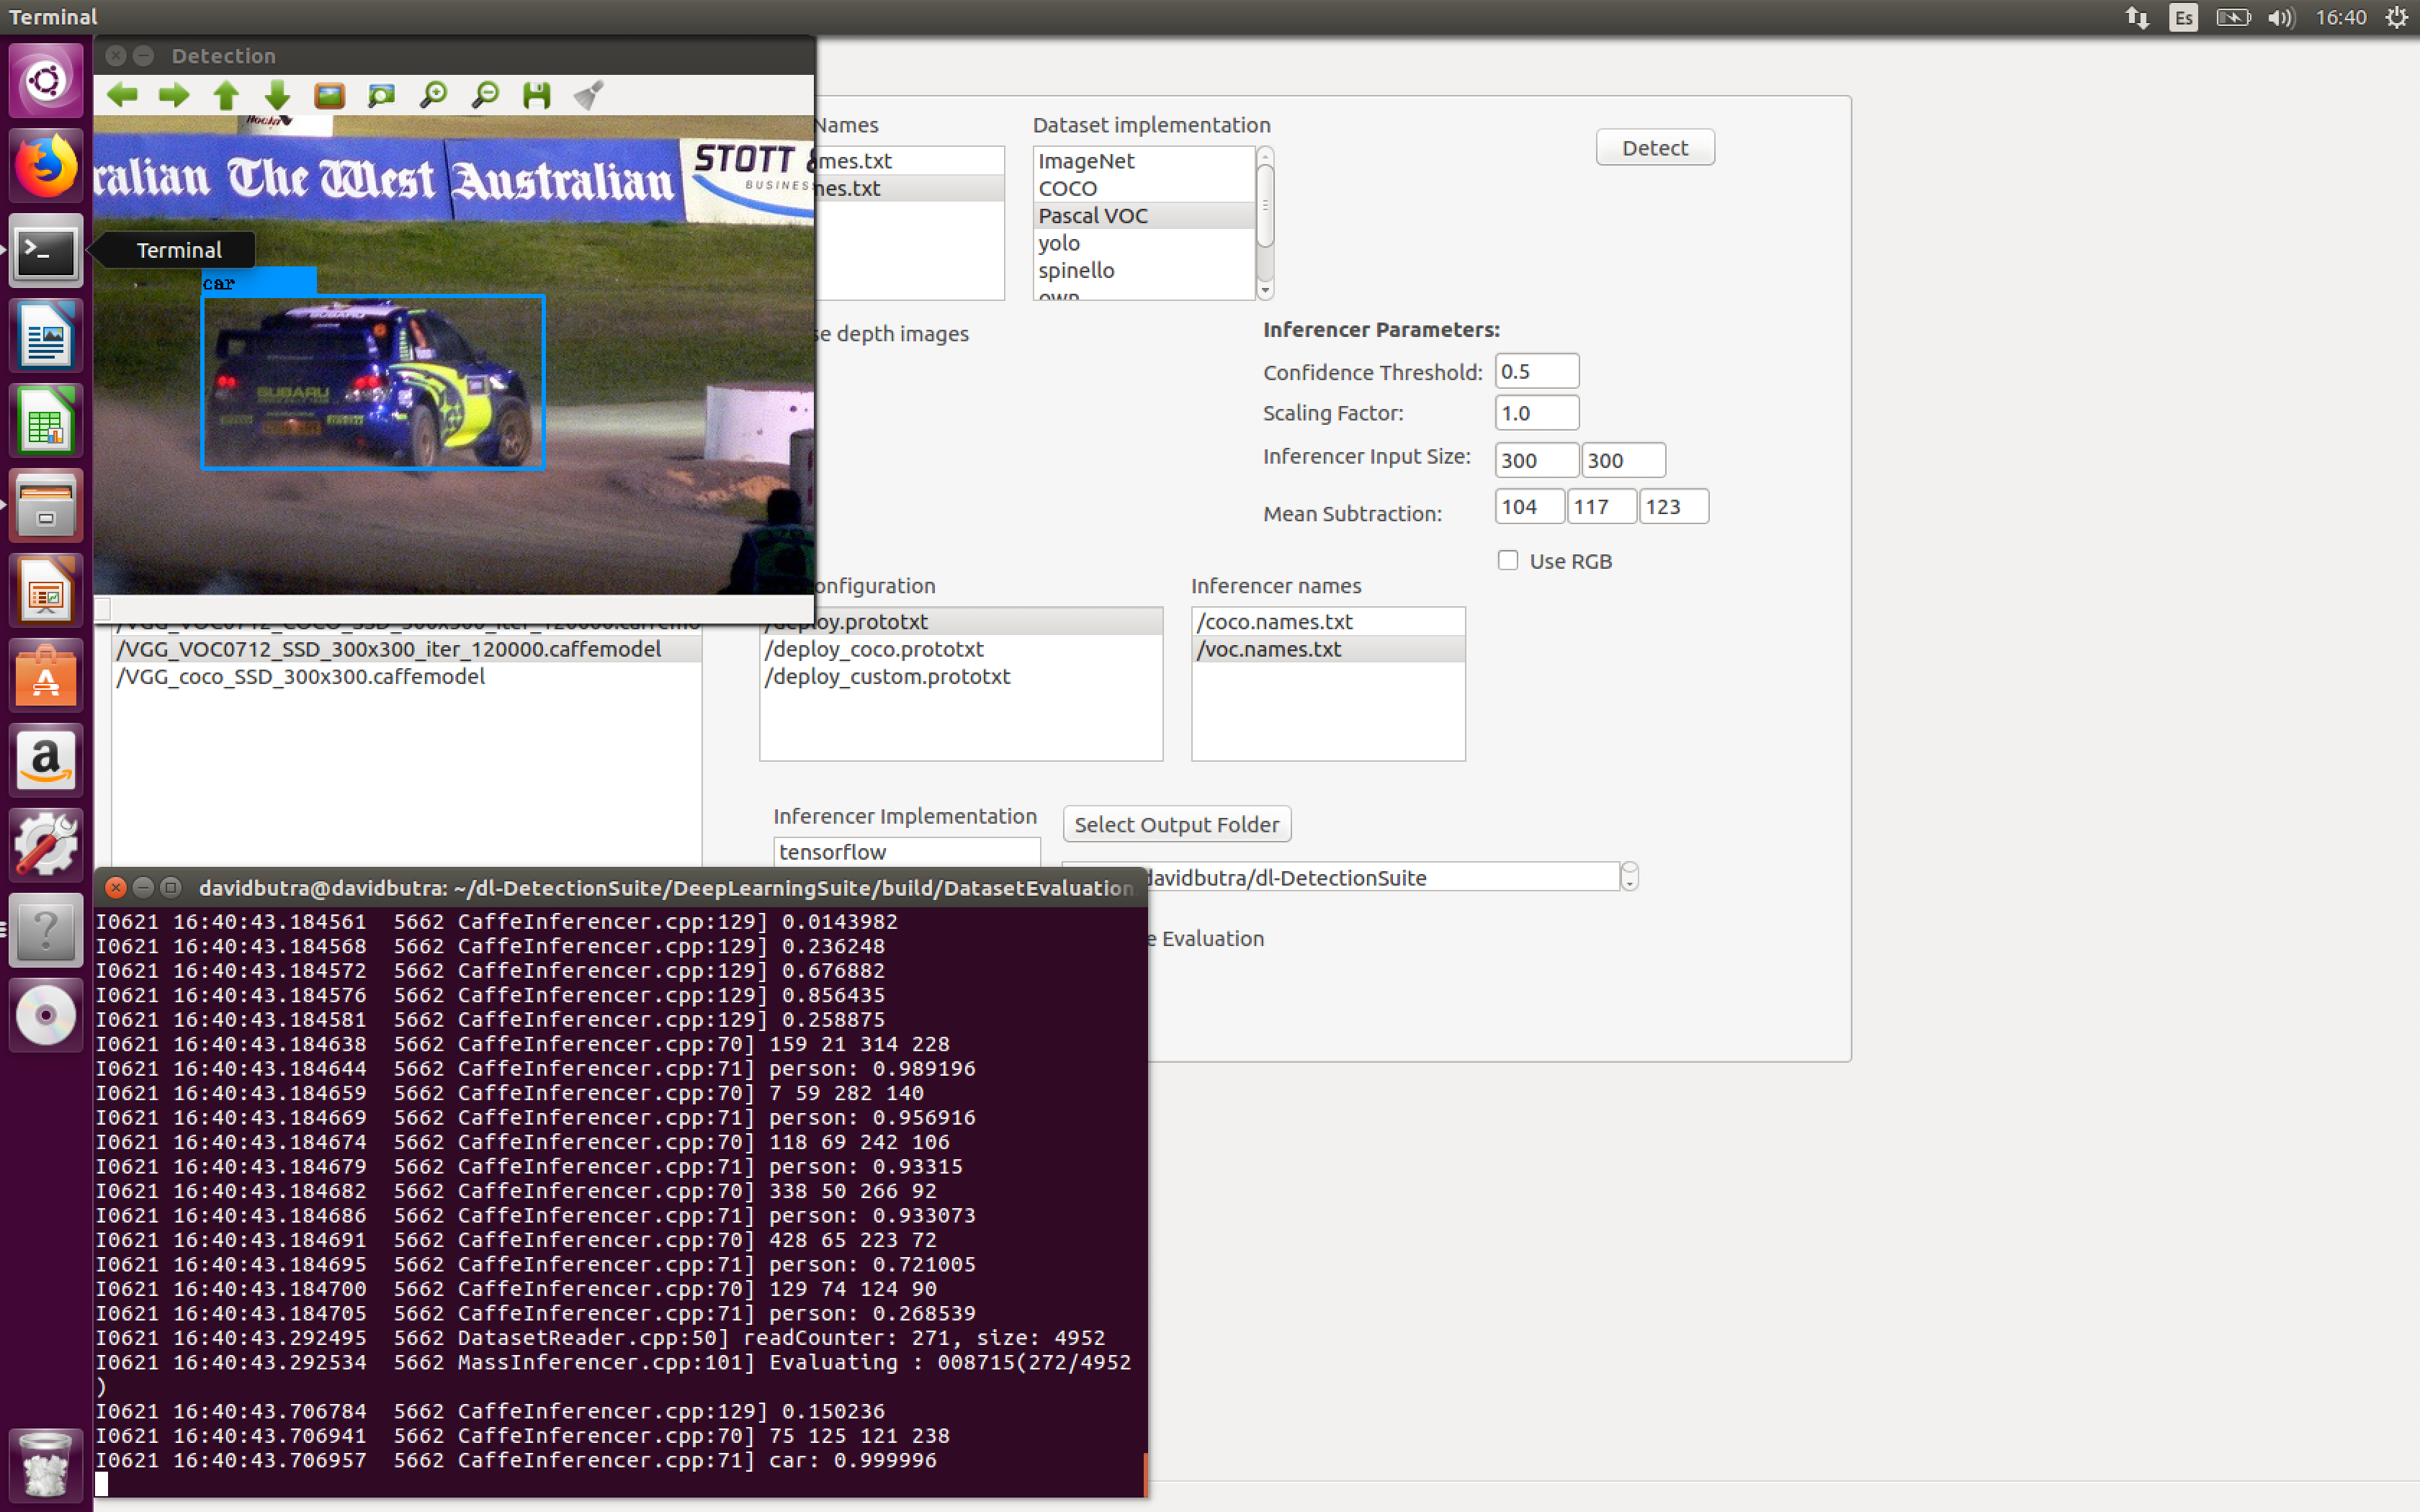 Terminal
Es
16:40
Detection
ralian The West Australian
STOTT &
BUSINES
Terminal
car
SUBARU
SUBARU
Names
mes.txt
nes.txt
Dataset implementation
ImageNet
COCO
Pascal VOC
yolo
spinello
own
Detect
se depth images
Inferencer Parameters:
Confidence Threshold: 0.5
Scaling Factor: 1.0
Inferencer Input Size: 300 300
Mean Subtraction: 104 117 123
Use RGB
onfiguration
Inferencer names
/VGG_VOC0712_COCO_SSD_300x300_iter_120000.caffemo
/VGG_VOC0712_SSD_300x300_iter_120000.caffemodel
/VGG_coco_SSD_300x300.caffemodel
/deploy.prototxt
/deploy_coco.prototxt
/deploy_custom.prototxt
/coco.names.txt
/voc.names.txt
Inferencer Implementation
Select Output Folder
tensorflow
davidbutra/dl-DetectionSuite
e Evaluation
davidbutra@davidbutra: ~/dl-DetectionSuite/DeepLearningSuite/build/DatasetEvaluation
I0621 16:40:43.184561 5662 CaffeInferencer.cpp:129] 0.0143982
I0621 16:40:43.184568 5662 CaffeInferencer.cpp:129] 0.236248
I0621 16:40:43.184572 5662 CaffeInferencer.cpp:129] 0.676882
I0621 16:40:43.184576 5662 CaffeInferencer.cpp:129] 0.856435
I0621 16:40:43.184581 5662 CaffeInferencer.cpp:129] 0.258875
I0621 16:40:43.184638 5662 CaffeInferencer.cpp:70] 159 21 314 228
I0621 16:40:43.184644 5662 CaffeInferencer.cpp:71] person: 0.989196
I0621 16:40:43.184659 5662 CaffeInferencer.cpp:70] 7 59 282 140
I0621 16:40:43.184669 5662 CaffeInferencer.cpp:71] person: 0.956916
I0621 16:40:43.184674 5662 CaffeInferencer.cpp:70] 118 69 242 106
I0621 16:40:43.184679 5662 CaffeInferencer.cpp:71] person: 0.93315
I0621 16:40:43.184682 5662 CaffeInferencer.cpp:70] 338 50 266 92
I0621 16:40:43.184686 5662 CaffeInferencer.cpp:71] person: 0.933073
I0621 16:40:43.184691 5662 CaffeInferencer.cpp:70] 428 65 223 72
I0621 16:40:43.184695 5662 CaffeInferencer.cpp:71] person: 0.721005
I0621 16:40:43.184700 5662 CaffeInferencer.cpp:70] 129 74 124 90
I0621 16:40:43.184705 5662 CaffeInferencer.cpp:71] person: 0.268539
I0621 16:40:43.292495 5662 DatasetReader.cpp:50] readCounter: 271, size: 4952
I0621 16:40:43.292534 5662 MassInferencer.cpp:101] Evaluating : 008715(272/4952
)
I0621 16:40:43.706784 5662 CaffeInferencer.cpp:129] 0.150236
I0621 16:40:43.706941 5662 CaffeInferencer.cpp:70] 75 125 121 238
I0621 16:40:43.706957 5662 CaffeInferencer.cpp:71] car: 0.999996